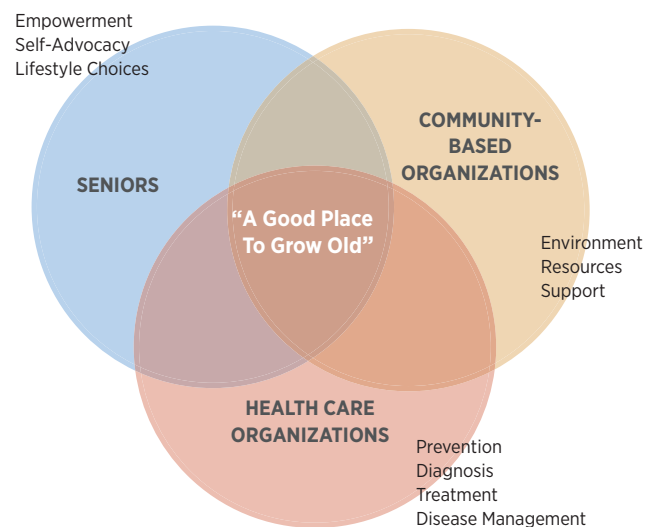 Empowerment
Self-Advocacy
Lifestyle Choices
SENIORS
COMMUNITY-
BASED
ORGANIZATIONS
“A Good Place
To Grow Old”
Environment
Resources
Support
HEALTH CARE
ORGANIZATIONS
Prevention
Diagnosis
Treatment
Disease Management